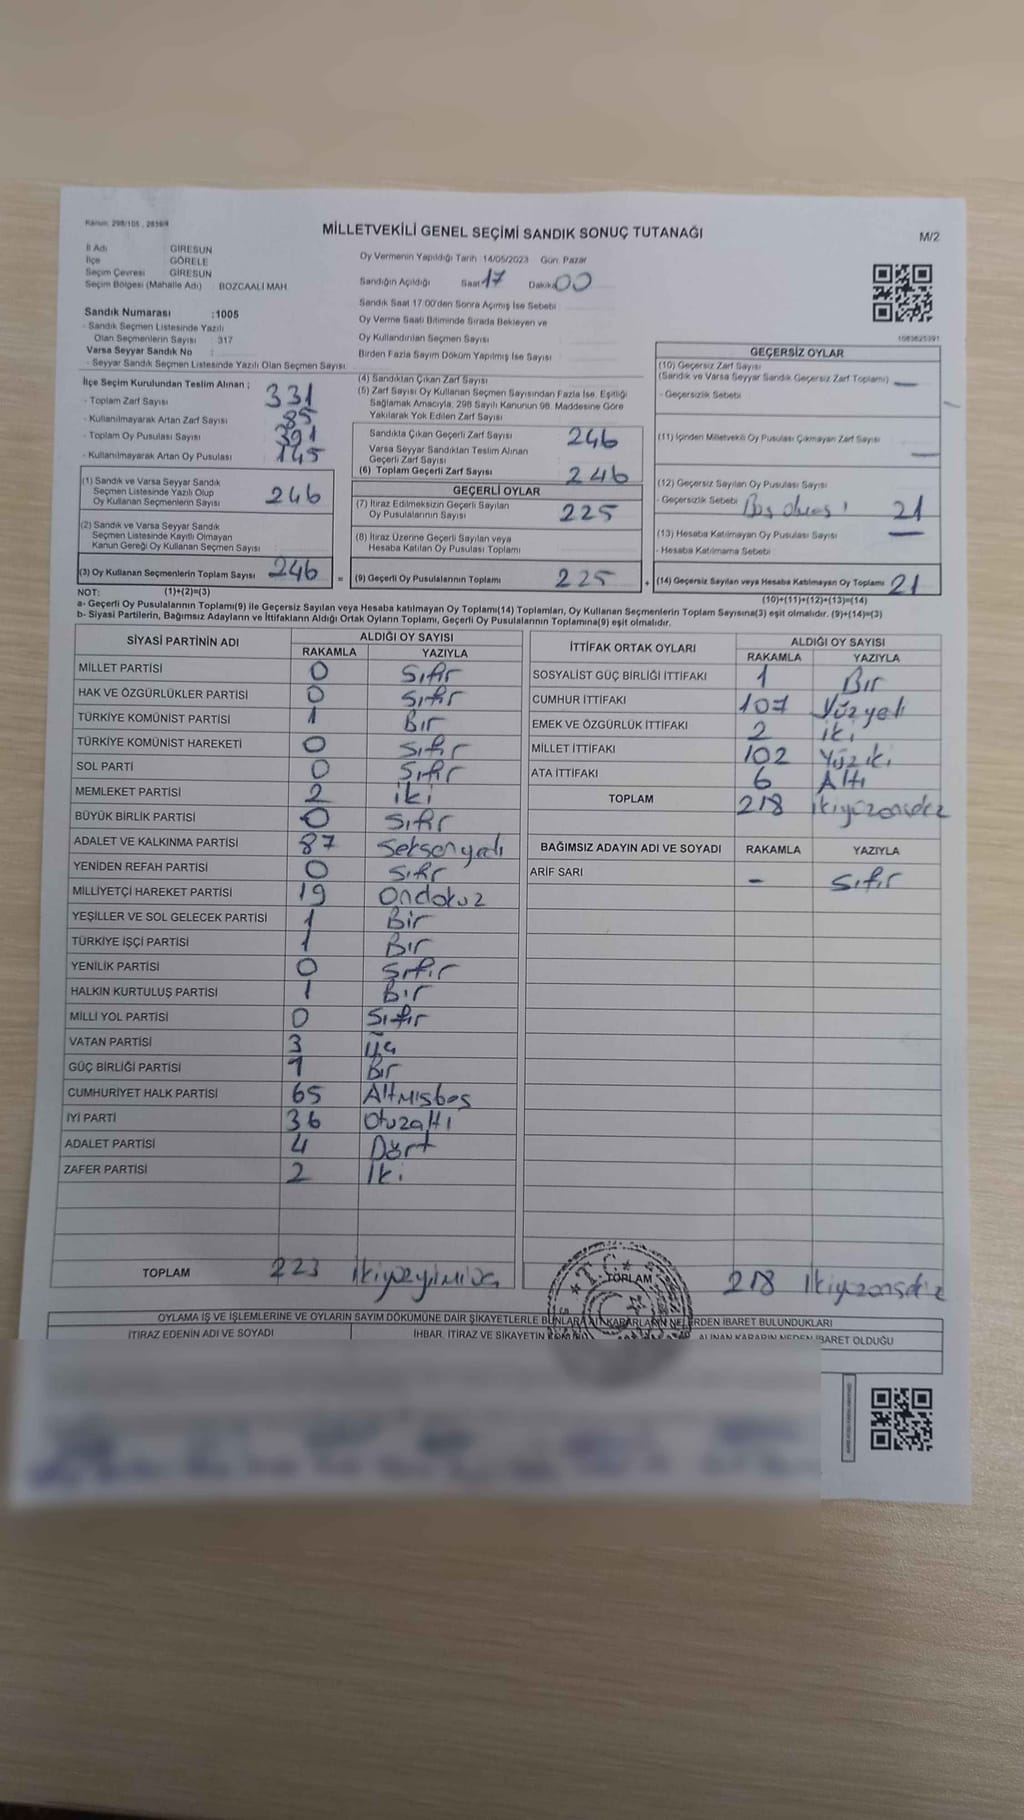 Kanun: 298/105 , 2839/4
MİLLETVEKİLİ GENEL SEÇİMİ SANDIK SONUÇ TUTANAĞI
M/2
İl Adı GİRESUN
İlçe GÖRELE
Seçim Çevresi GİRESUN
Seçim Bölgesi (Mahalle Adı) : BOZCAALİ MAH.
Oy Vermenin Yapıldığı Tarih: 14/05/2023 Gün: Pazar
Sandığın Açıldığı Saat 17 Dakika 00
Sandık Saat 17:00'den Sonra Açımış İse Sebebi
Oy Verme Saati Bitiminde Sırada Bekleyen ve
Oy Kullandırılan Seçmen Sayısı
Birden Fazla Sayım Döküm Yapılmış İse Sayısı
Sandık Numarası :1005
- Sandık Seçmen Listesinde Yazılı
Olan Seçmenlerin Sayısı : 317
Varsa Seyyar Sandık No :
- Seyyar Sandık Seçmen Listesinde Yazılı Olan Seçmen Sayısı
İlçe Seçim Kurulundan Teslim Alınan ;
- Toplam Zarf Sayısı 331
- Kullanılmayarak Artan Zarf Sayısı 85
- Toplam Oy Pusulası Sayısı 391
- Kullanılmayarak Artan Oy Pusulası 145
(1) Sandık ve Varsa Seyyar Sandık
Seçmen Listesinde Yazılı Olup
Oy Kullanan Seçmenlerin Sayısı 246
(2) Sandık ve Varsa Seyyar Sandık
Seçmen Listesinde Kayıtlı Olmayan
Kanun Gereği Oy Kullanan Seçmen Sayısı
(3) Oy Kullanan Seçmenlerin Toplam Sayısı 246 =
(4) Sandıktan Çıkan Zarf Sayısı
(5) Zarf Sayısı Oy Kullanan Seçmen Sayısından Fazla İse, Eşitliği
Sağlamak Amacıyla, 298 Sayılı Kanunun 98. Maddesine Göre
Yakılarak Yok Edilen Zarf Sayısı
Sandıkta Çıkan Geçerli Zarf Sayısı 246
Varsa Seyyar Sandıktan Teslim Alınan
Geçerli Zarf Sayısı
(6) Toplam Geçerli Zarf Sayısı 246
GEÇERLİ OYLAR
(7) İtiraz Edilmeksizin Geçerli Sayılan
Oy Pusulalarının Sayısı 225
(8) İtiraz Üzerine Geçerli Sayılan veya
Hesaba Katılan Oy Pusulası Toplamı
(9) Geçerli Oy Pusulalarının Toplamı 225 +
1083625391
GEÇERSİZ OYLAR
(10) Geçersiz Zarf Sayısı
(Sandık ve Varsa Seyyar Sandık Geçersiz Zarf Toplamı) —
- Geçersizlik Sebebi
(11) İçinden Milletvekili Oy Pusulası Çıkmayan Zarf Sayısı —
(12) Geçersiz Sayılan Oy Pusulası Sayısı
- Geçersizlik Sebebi Boş olması 21
(13) Hesaba Katılmayan Oy Pusulası Sayısı —
- Hesaba Katılmama Sebebi
(14) Geçersiz Sayılan veya Hesaba Katılmayan Oy Toplamı 21
NOT: (1)+(2)=(3) (10)+(11)+(12)+(13)=(14)
a- Geçerli Oy Pusulalarının Toplamı(9) ile Geçersiz Sayılan veya Hesaba katılmayan Oy Toplamı(14) Toplamları, Oy Kullanan Seçmenlerin Toplam Sayısına(3) eşit olmalıdır. (9)+(14)=(3)
b- Siyasi Partilerin, Bağımsız Adayların ve İttifakların Aldığı Ortak Oyların Toplamı, Geçerli Oy Pusulalarının Toplamına(9) eşit olmalıdır.
SİYASİ PARTİNİN ADI ALDIĞI OY SAYISI
RAKAMLA YAZIYLA
MİLLET PARTİSİ 0 Sıfır
HAK VE ÖZGÜRLÜKLER PARTİSİ 0 Sıfır
TÜRKİYE KOMÜNİST PARTİSİ 1 Bir
TÜRKİYE KOMÜNİST HAREKETİ 0 Sıfır
SOL PARTİ 0 Sıfır
MEMLEKET PARTİSİ 2 iki
BÜYÜK BİRLİK PARTİSİ 0 Sıfır
ADALET VE KALKINMA PARTİSİ 87 Seksenyedi
YENİDEN REFAH PARTİSİ 0 Sıfır
MİLLİYETÇİ HAREKET PARTİSİ 19 Ondokuz
YEŞİLLER VE SOL GELECEK PARTİSİ 1 Bir
TÜRKİYE İŞÇİ PARTİSİ 1 Bir
YENİLİK PARTİSİ 0 Sıfır
HALKIN KURTULUŞ PARTİSİ 1 Bir
MİLLİ YOL PARTİSİ 0 Sıfır
VATAN PARTİSİ 3 Üç
GÜÇ BİRLİĞİ PARTİSİ 1 Bir
CUMHURİYET HALK PARTİSİ 65 Altmışbeş
İYİ PARTİ 36 Otuzaltı
ADALET PARTİSİ 4 Dört
ZAFER PARTİSİ 2 İki
TOPLAM 223 İkiyüzyirmiüç
İTTİFAK ORTAK OYLARI ALDIĞI OY SAYISI
RAKAMLA YAZIYLA
SOSYALİST GÜÇ BİRLİĞİ İTTİFAKI 1 Bir
CUMHUR İTTİFAKI 107 Yüzyedi
EMEK VE ÖZGÜRLÜK İTTİFAKI 2 iki
MİLLET İTTİFAKI 102 Yüziki
ATA İTTİFAKI 6 Altı
TOPLAM 218 ikiyüzonsekiz
BAĞIMSIZ ADAYIN ADI VE SOYADI RAKAMLA YAZIYLA
ARİF SARI - Sıfır
T.C.
TOPLAM 218 İkiyüzonsekiz
OYLAMA İŞ VE İŞLEMLERİNE VE OYLARIN SAYIM DÖKÜMÜNE DAİR ŞİKAYETLERLE BUNLARA AİT KARARLARIN NELERDEN İBARET BULUNDUKLARI
İTİRAZ EDENİN ADI VE SOYADI İHBAR, İTİRAZ VE ŞİKAYETİN ALINAN KARARIN NEDEN İBARET OLDUĞU